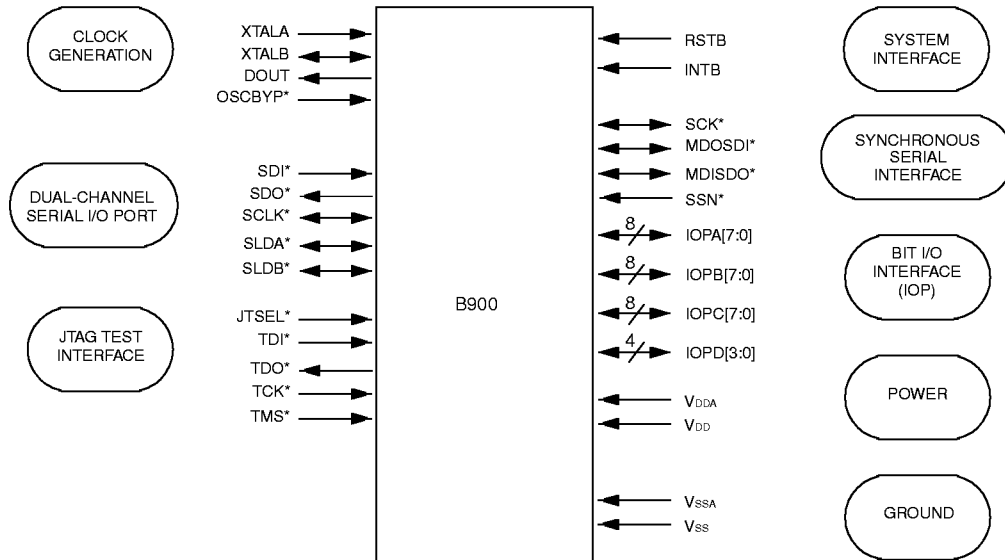 CLOCK
GENERATION
XTALA
XTALB
DOUT
OSCBYP*
DUAL-CHANNEL
SERIAL I/O PORT
SDI*
SDO*
SCLK*
SLDA*
SLDB*
JTAG TEST
INTERFACE
JTSEL*
TDI*
TDO*
TCK*
TMS*
B900
RSTB
INTB
SYSTEM
INTERFACE
SCK*
MDOSDI*
MDISDO*
SSN*
SYNCHRONOUS
SERIAL
INTERFACE
8 IOPA[7:0]
8 IOPB[7:0]
8 IOPC[7:0]
4 IOPD[3:0]
BIT I/O
INTERFACE
(IOP)
VDDA
VDD
POWER
VSSA
VSS
GROUND